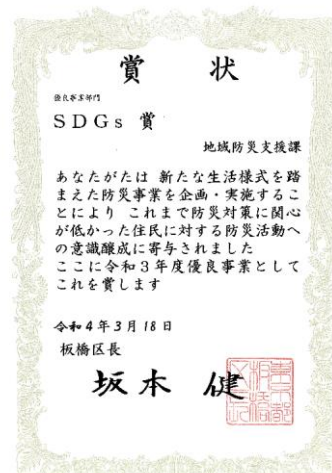 賞状
優良事業部門
SDGs 賞
地域防災支援課
あなたがたは 新たな生活様式を踏
まえた防災事業を企画・実施するこ
とにより これまで防災対策に関心
が低かった住民に対する防災活動へ
の意識醸成に寄与されました
ここに令和3年度優良事業として
これを賞します
令和4年3月18日
板橋区長
坂本 健